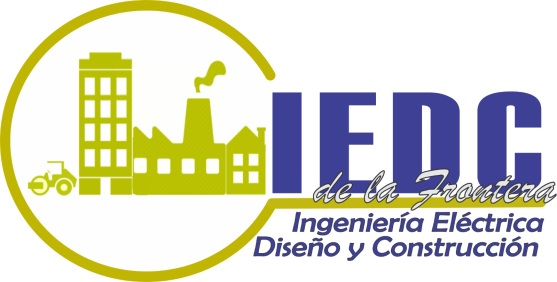 IEDC
de la Frontera
Ingeniería Eléctrica
Diseño y Construcción